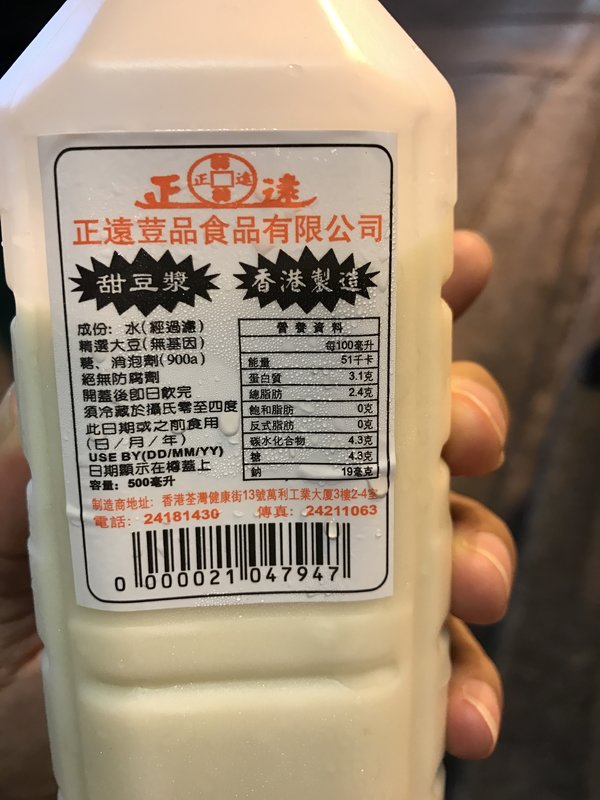 正遠
正遠
正遠荳品食品有限公司
甜豆漿
香港製造
成份: 水(經過濾)
精選大豆(無基因)
糖、消泡劑(900a)
絕無防腐劑
開蓋後即日飲完
須冷藏於攝氏零至四度
此日期或之前食用
(日/月/年)
USE BY(DD/MM/YY)
日期顯示在樽蓋上
容量: 500毫升
營養資料
每100毫升
能量 51千卡
蛋白質 3.1克
總脂肪 2.4克
飽和脂肪 0克
反式脂肪 0克
碳水化合物 4.3克
糖 4.3克
鈉 19毫克
制造商地址: 香港荃灣健康街13號萬利工業大厦3樓2-4室
電話: 24181430 傳真: 24211063
0 000021 047947